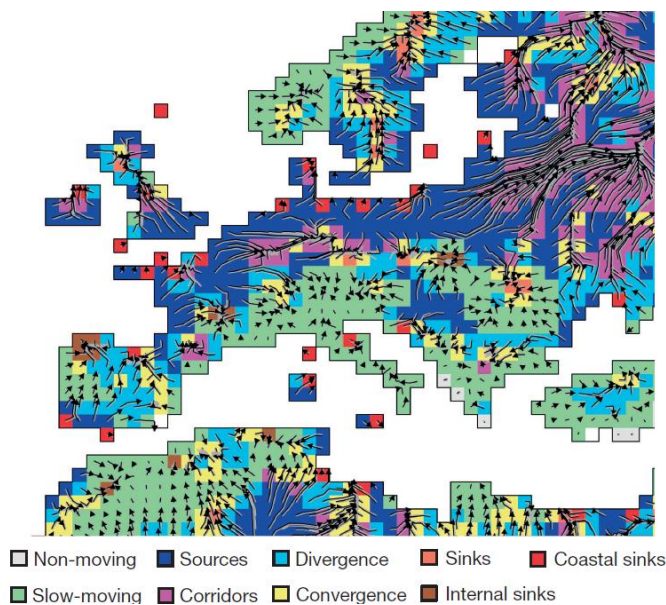 Non-moving Sources Divergence Sinks Coastal sinks
Slow-moving Corridors Convergence Internal sinks